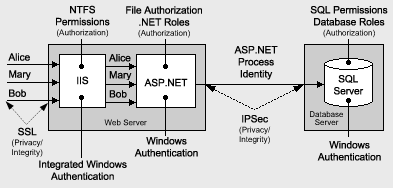 NTFS
Permissions
(Authorization)
File Authorization
.NET Roles
(Authorization)
SQL Permissions
Database Roles
(Authorization)
Alice
Mary
Bob
IIS
Alice
Mary
Bob
ASP.NET
ASP.NET
Process
Identity
SQL
Server
Web Server
Database
Server
SSL
(Privacy/
Integrity)
Integrated Windows
Authentication
Windows
Authentication
IPSec
(Privacy/
Integrity)
Windows
Authentication